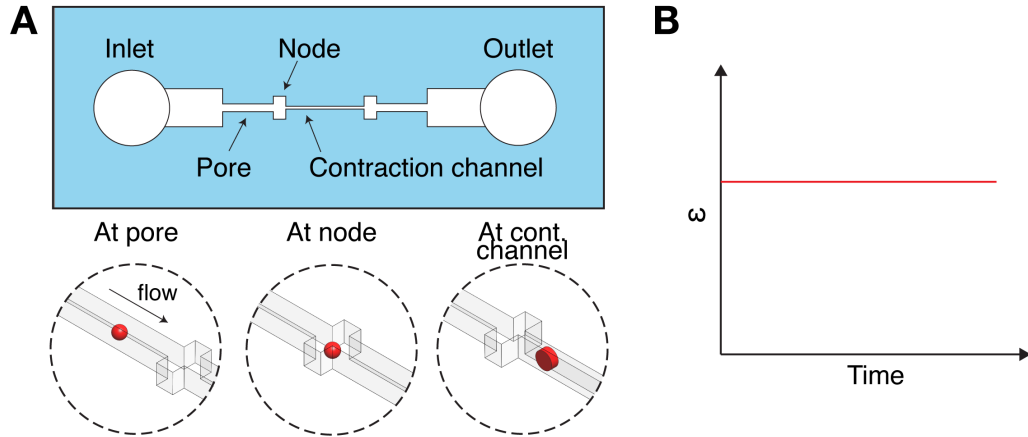 A
B
Inlet
Node
Outlet
Pore
Contraction channel
At pore
At node
At cont.
channel
flow
ε
Time